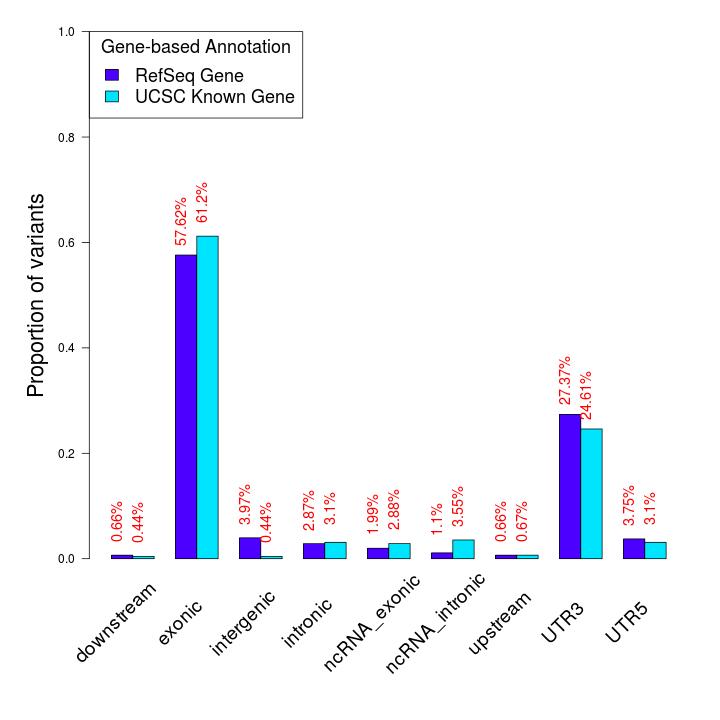 Gene-based Annotation
RefSeq Gene
UCSC Known Gene
Proportion of variants
1.0
0.8
0.6
0.4
0.2
0.0
0.66%
0.44%
57.62%
61.2%
3.97%
0.44%
2.87%
3.1%
1.99%
2.88%
1.1%
3.55%
0.66%
0.67%
27.37%
24.61%
3.75%
3.1%
downstream
exonic
intergenic
intronic
ncRNA_exonic
ncRNA_intronic
upstream
UTR3
UTR5